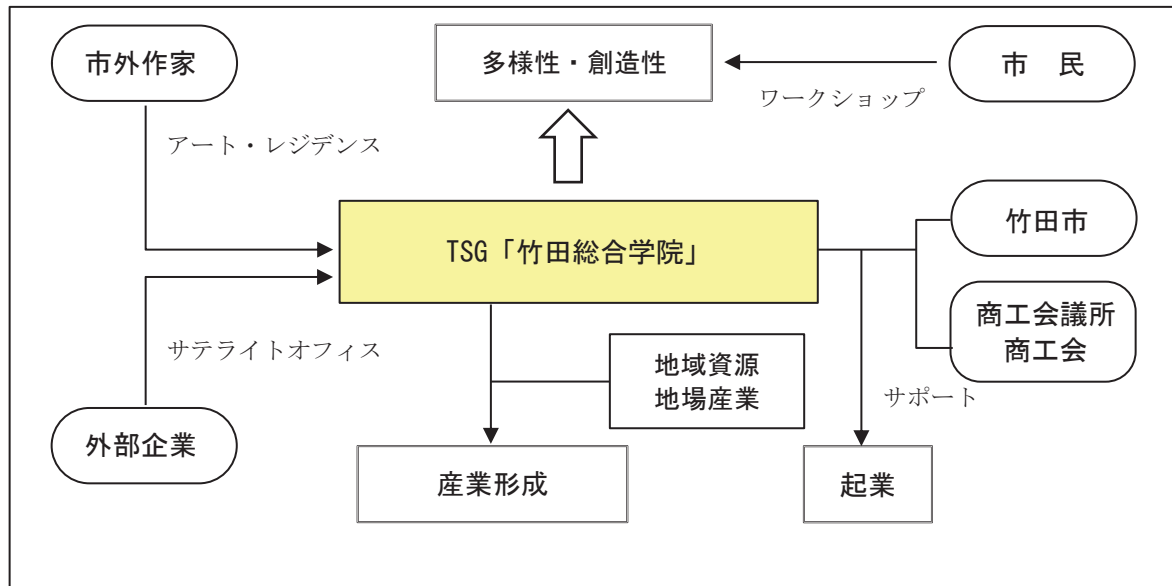 市外作家
多様性・創造性
市　民
ワークショップ
アート・レジデンス
TSG「竹田総合学院」
竹田市
商工会議所
商工会
サテライトオフィス
地域資源
地場産業
サポート
外部企業
産業形成
起業